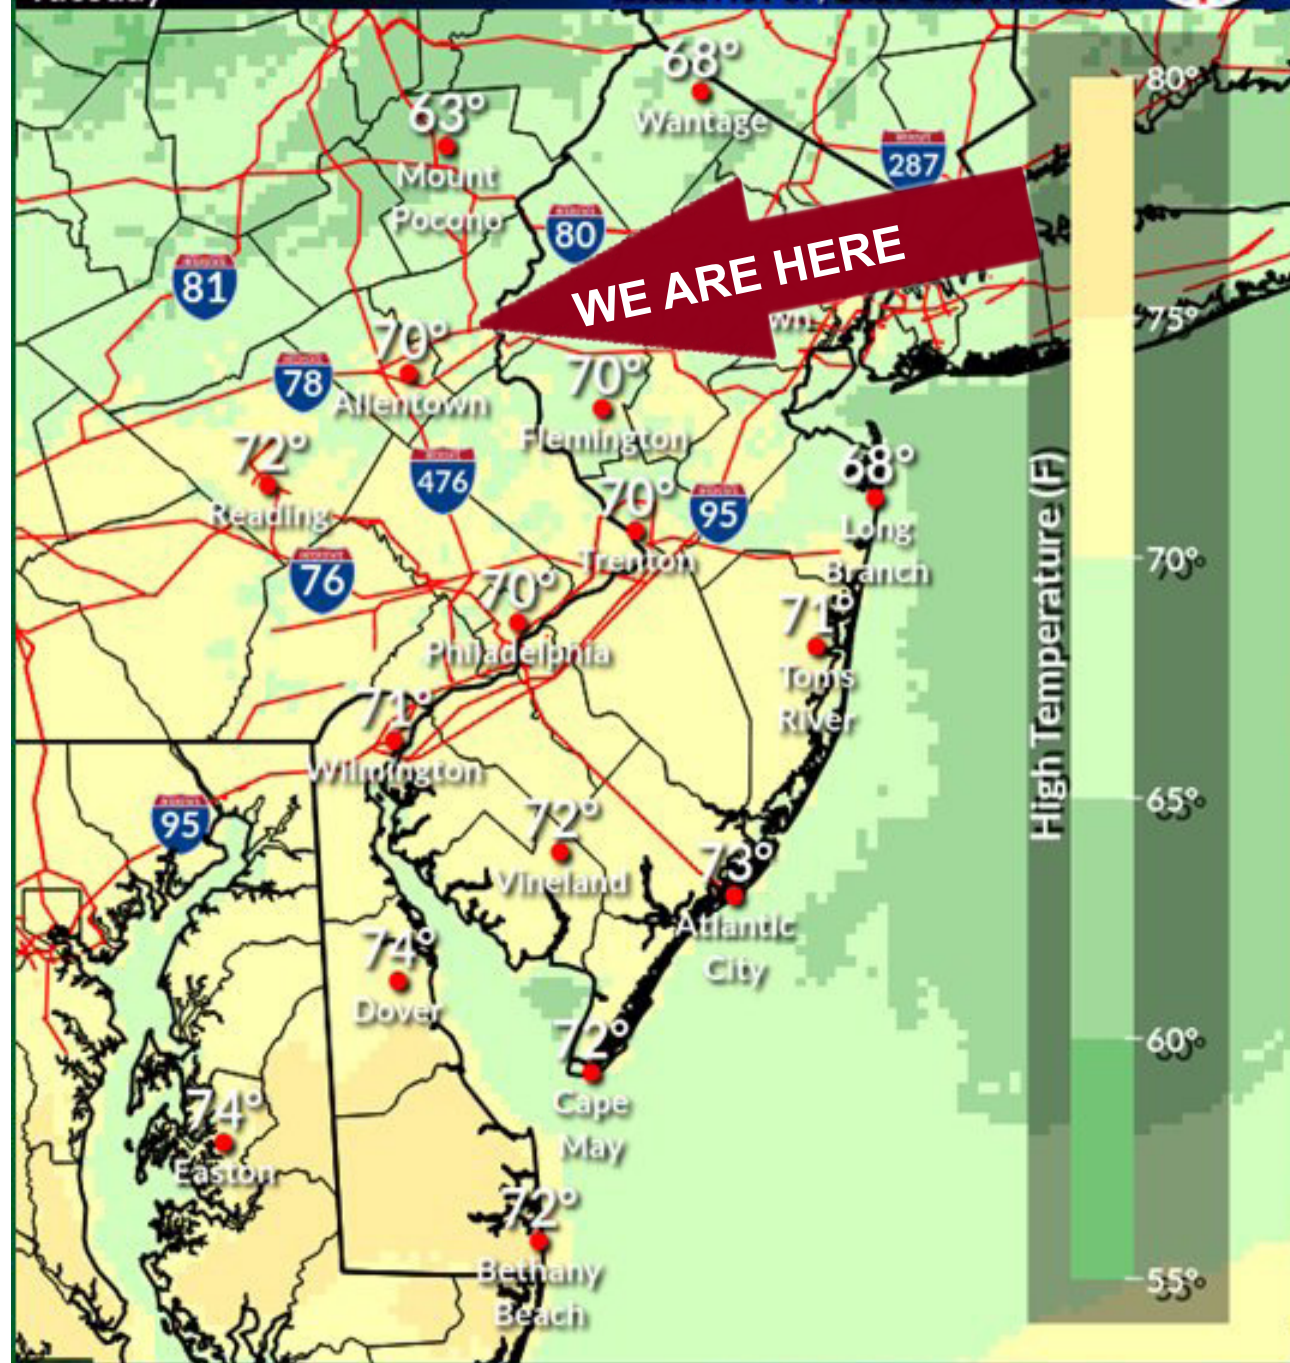 Tuesday
68°
Wantage
63°
Mount
Pocono
287
80
WE ARE HERE
81
70°
Allentown
78
70°
Flemington
72°
Reading
476
68°
Long
Branch
70°
Trenton
95
76
70°
Philadelphia
71°
Toms
River
71°
Wilmington
95
72°
Vineland
73°
Atlantic
City
74°
Dover
72°
Cape
May
74°
Easton
72°
Bethany
Beach
High Temperature (F)
80°
75°
70°
65°
60°
55°